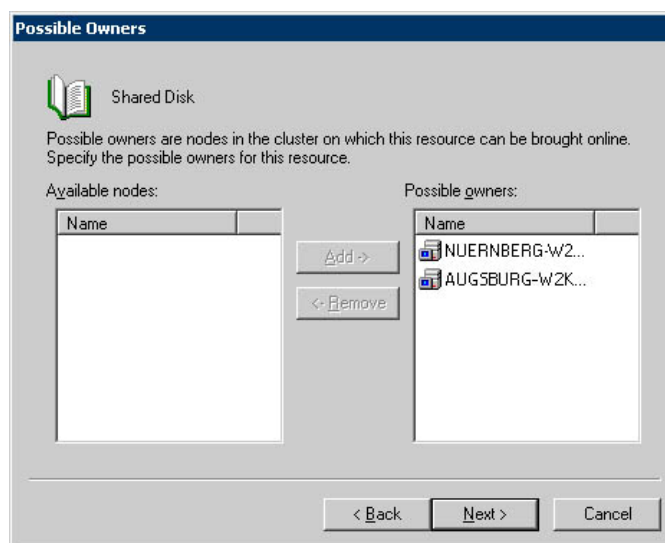 Possible Owners
Shared Disk
Possible owners are nodes in the cluster on which this resource can be brought online.
Specify the possible owners for this resource.
Available nodes:
Possible owners:
Name
Name
Add ->
NUERNBERG-W2...
AUGSBURG-W2K...
<- Remove
< Back
Next >
Cancel